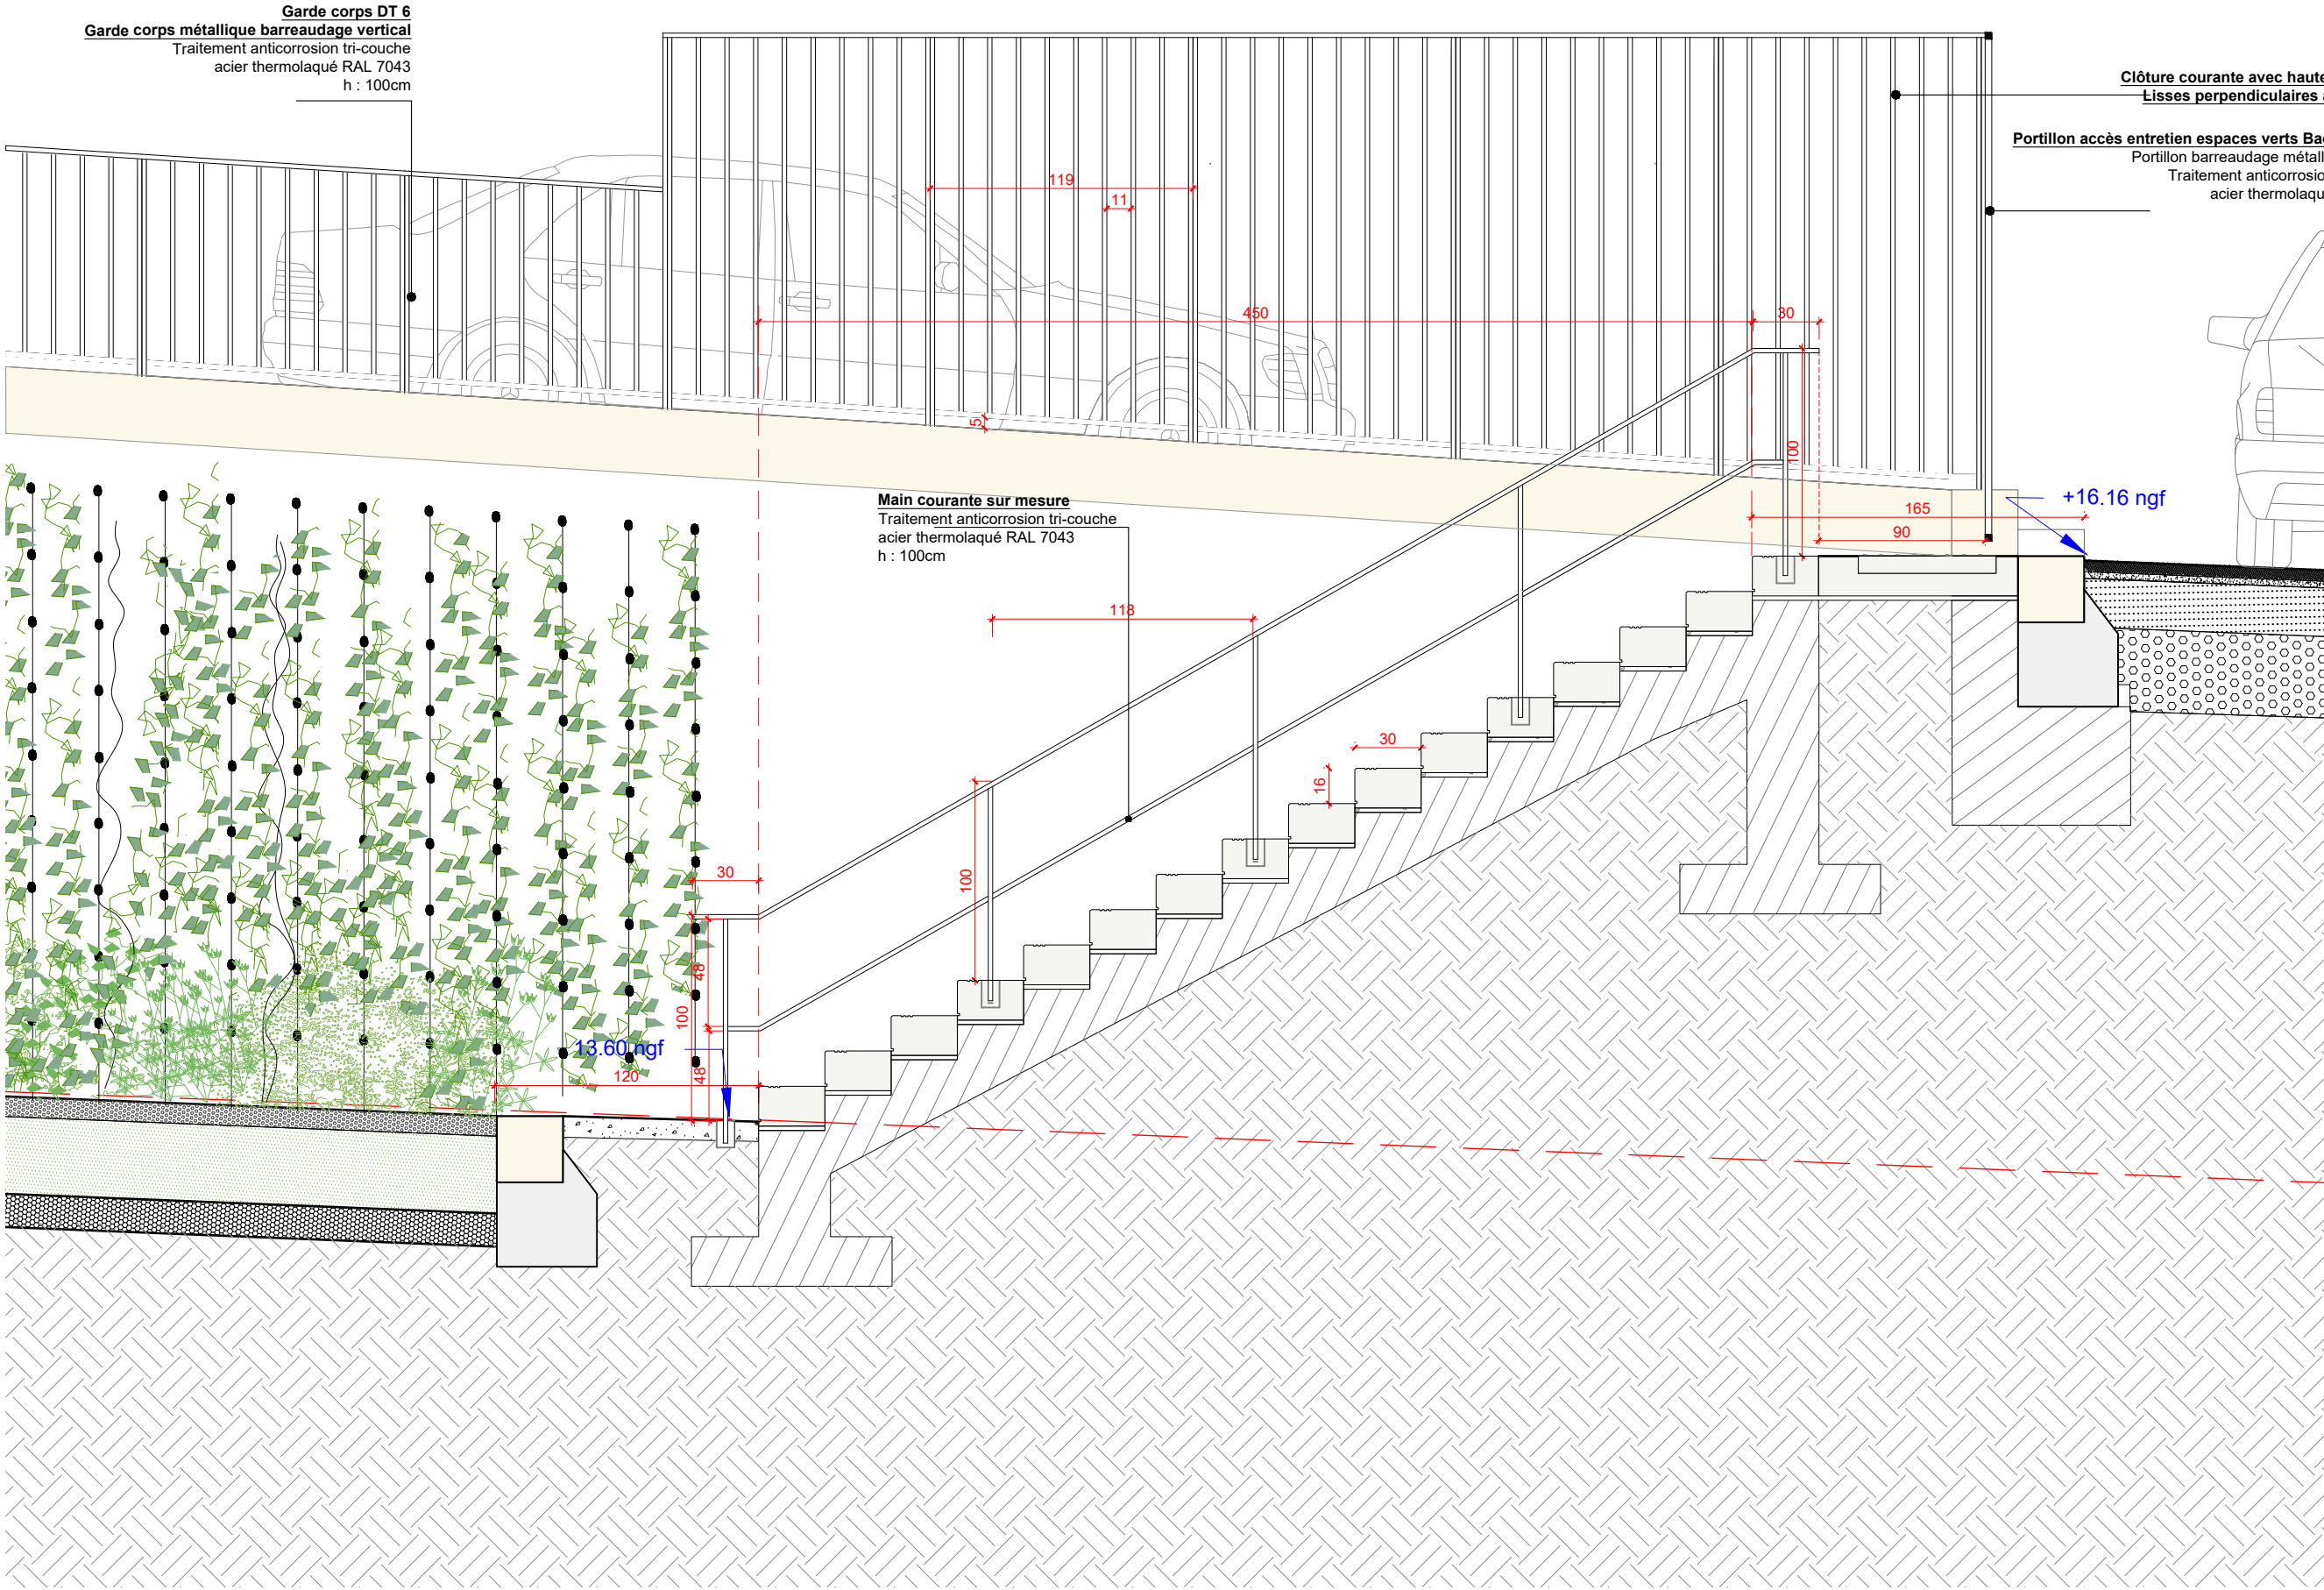 Garde corps DT 6
Garde corps métallique barreaudage vertical
Traitement anticorrosion tri-couche
acier thermolaqué RAL 7043
h : 100cm
Clôture courante avec haute
Lisses perpendiculaires
Portillon accès entretien espaces verts
Portillon barreaudage
Traitement
acier
119
11
450
30
5
100
+16.16 ngf
165
90
Main courante sur mesure
Traitement anticorrosion tri-couche
acier thermolaqué RAL 7043
h : 100cm
118
30
16
100
30
48
100
13.60 ngf
48
120